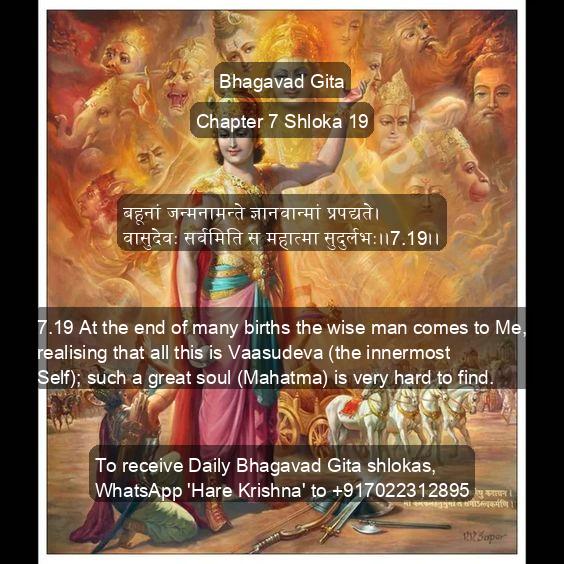 Bhagavad Gita
Chapter 7 Shloka 19
बहूनां जन्मनामन्ते ज्ञानवान्मां प्रपद्यते।
वासुदेवः सर्वमिति स महात्मा सुदुर्लभः।।7.19।।
7.19 At the end of many births the wise man comes to Me,
realising that all this is Vaasudeva (the innermost
Self); such a great soul (Mahatma) is very hard to find.
To receive Daily Bhagavad Gita shlokas,
WhatsApp 'Hare Krishna' to +917022312895